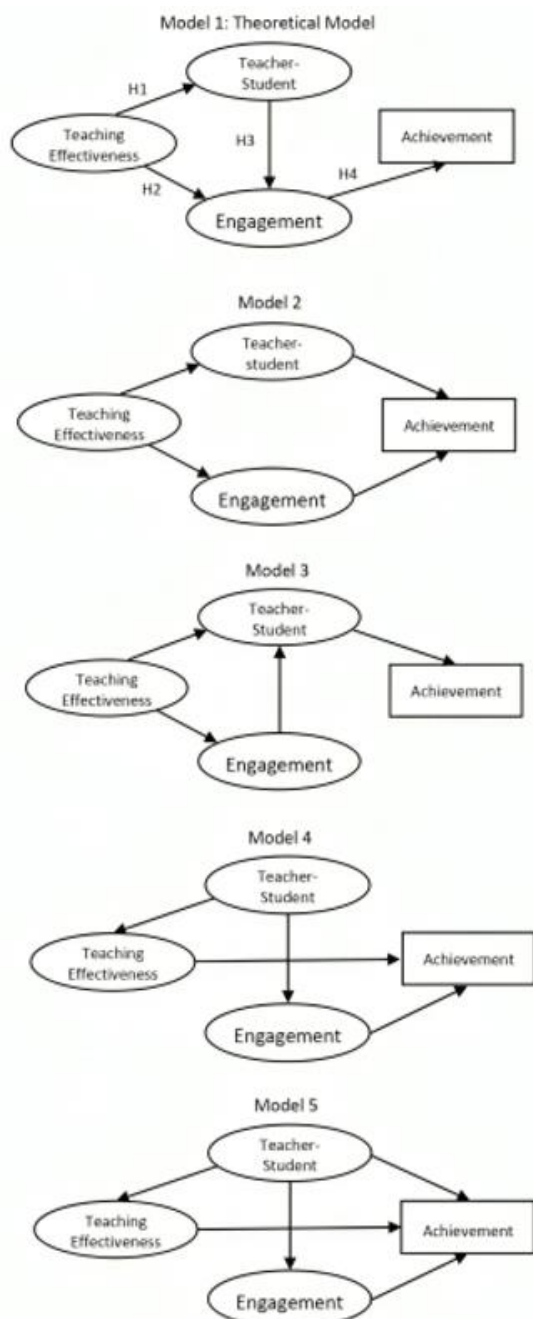 Model 1: Theoretical Model
Teacher-
Student
H1
Teaching
Effectiveness
H3
Achievement
H2
H4
Engagement
Model 2
Teacher-
student
Teaching
Effectiveness
Achievement
Engagement
Model 3
Teacher-
Student
Teaching
Effectiveness
Achievement
Engagement
Model 4
Teacher-
Student
Teaching
Effectiveness
Achievement
Engagement
Model 5
Teacher-
Student
Teaching
Effectiveness
Achievement
Engagement